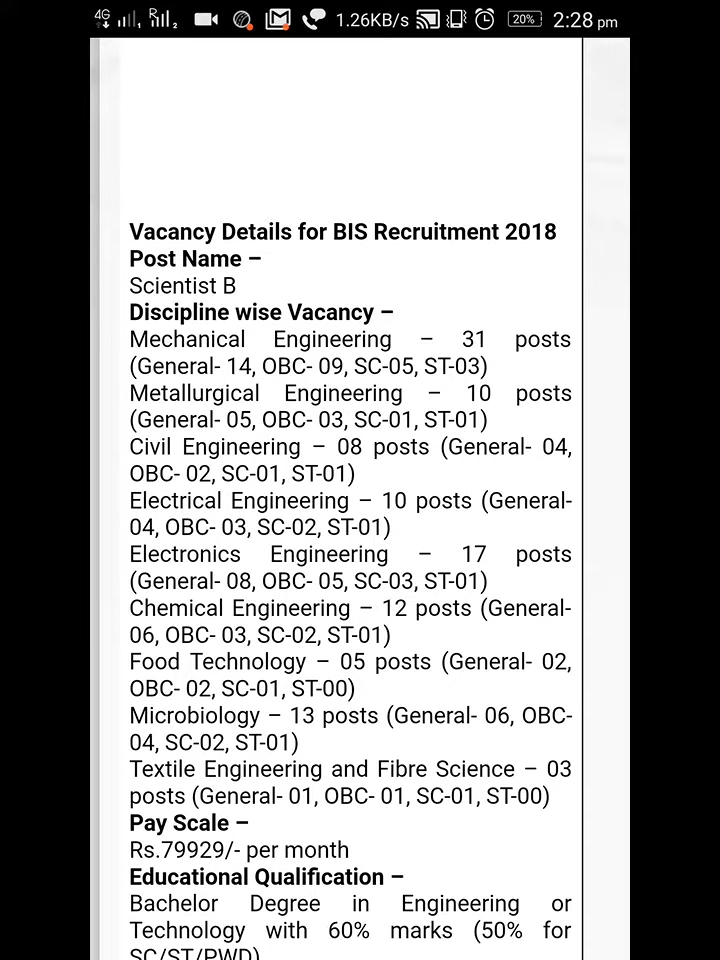 4G R 2 1.26KB/s 20% 2:28 pm
Vacancy Details for BIS Recruitment 2018
Post Name –
Scientist B
Discipline wise Vacancy –
Mechanical Engineering – 31 posts
(General- 14, OBC- 09, SC-05, ST-03)
Metallurgical Engineering – 10 posts
(General- 05, OBC- 03, SC-01, ST-01)
Civil Engineering – 08 posts (General- 04,
OBC- 02, SC-01, ST-01)
Electrical Engineering – 10 posts (General-
04, OBC- 03, SC-02, ST-01)
Electronics Engineering – 17 posts
(General- 08, OBC- 05, SC-03, ST-01)
Chemical Engineering – 12 posts (General-
06, OBC- 03, SC-02, ST-01)
Food Technology – 05 posts (General- 02,
OBC- 02, SC-01, ST-00)
Microbiology – 13 posts (General- 06, OBC-
04, SC-02, ST-01)
Textile Engineering and Fibre Science – 03
posts (General- 01, OBC- 01, SC-01, ST-00)
Pay Scale –
Rs.79929/- per month
Educational Qualification –
Bachelor Degree in Engineering or
Technology with 60% marks (50% for
SC/ST/PWD)